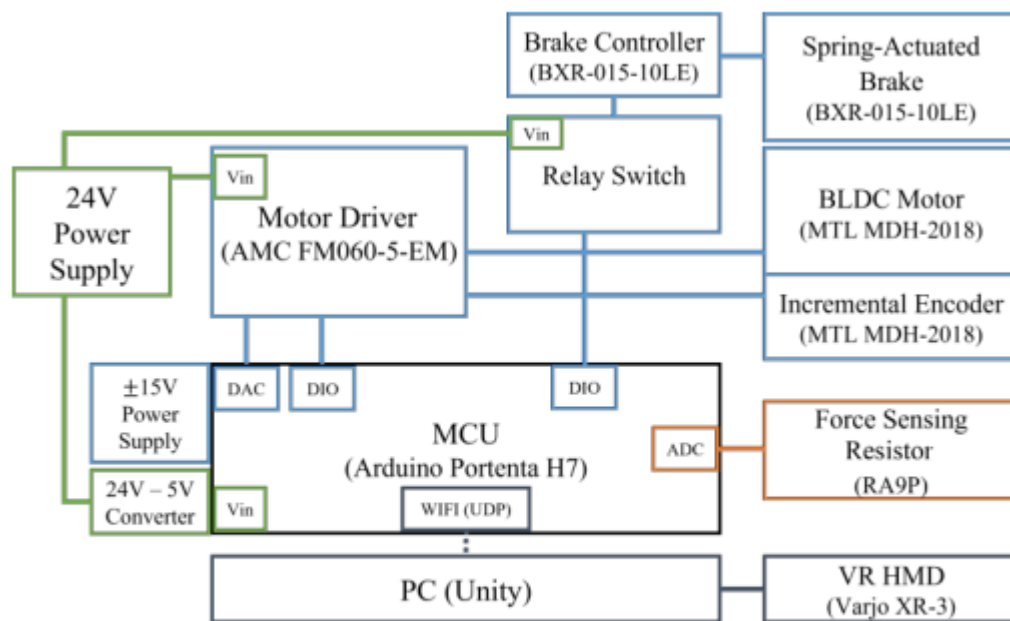 Brake Controller
(BXR-015-10LE)
Spring-Actuated
Brake
(BXR-015-10LE)
Vin
Relay Switch
24V
Power
Supply
Vin
Motor Driver
(AMC FM060-5-EM)
BLDC Motor
(MTL MDH-2018)
Incremental Encoder
(MTL MDH-2018)
±15V
Power
Supply
DAC
DIO
DIO
MCU
(Arduino Portenta H7)
ADC
Force Sensing
Resistor
(RA9P)
24V – 5V
Converter
Vin
WIFI (UDP)
PC (Unity)
VR HMD
(Varjo XR-3)